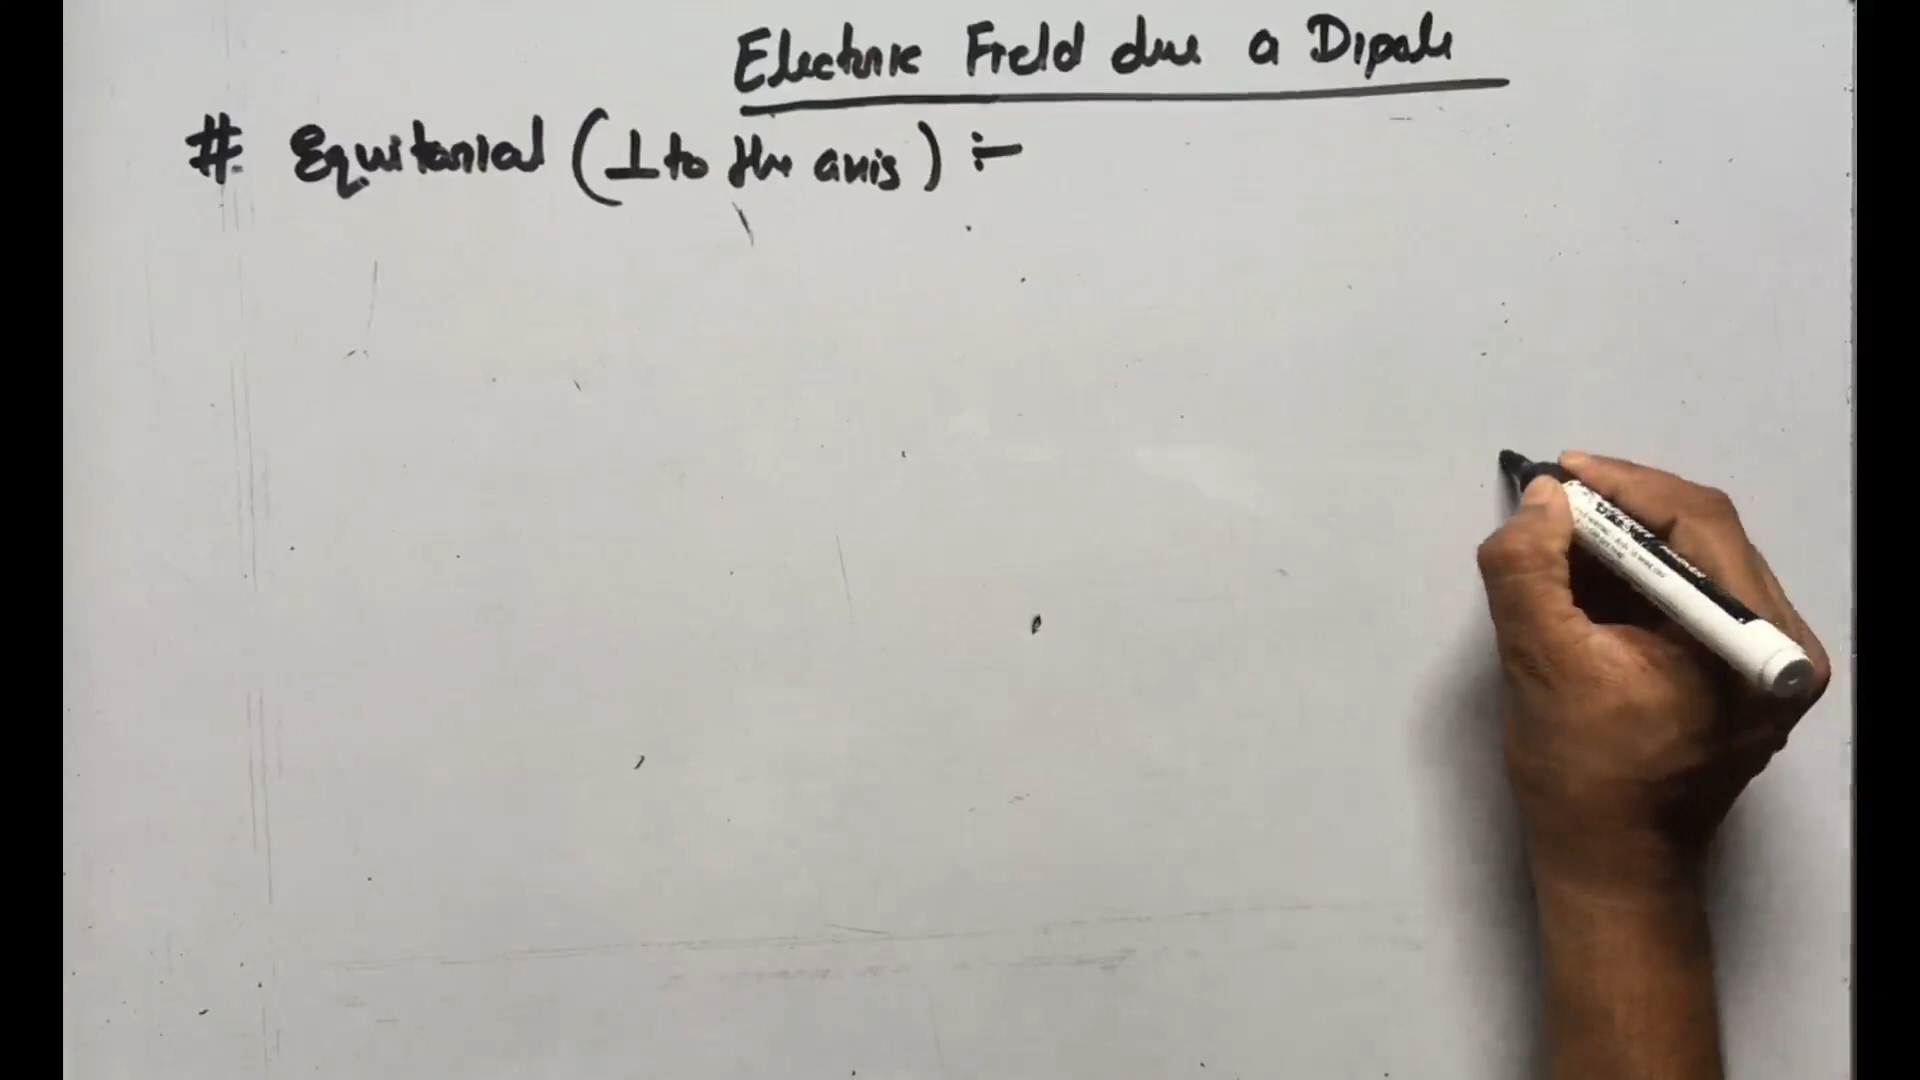 Electric Field due a Dipole
# Equitorial (⊥ to the axis) :-